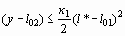 (y - l₀₂) ≤ κ₁/2 (l* - l₀₁)²